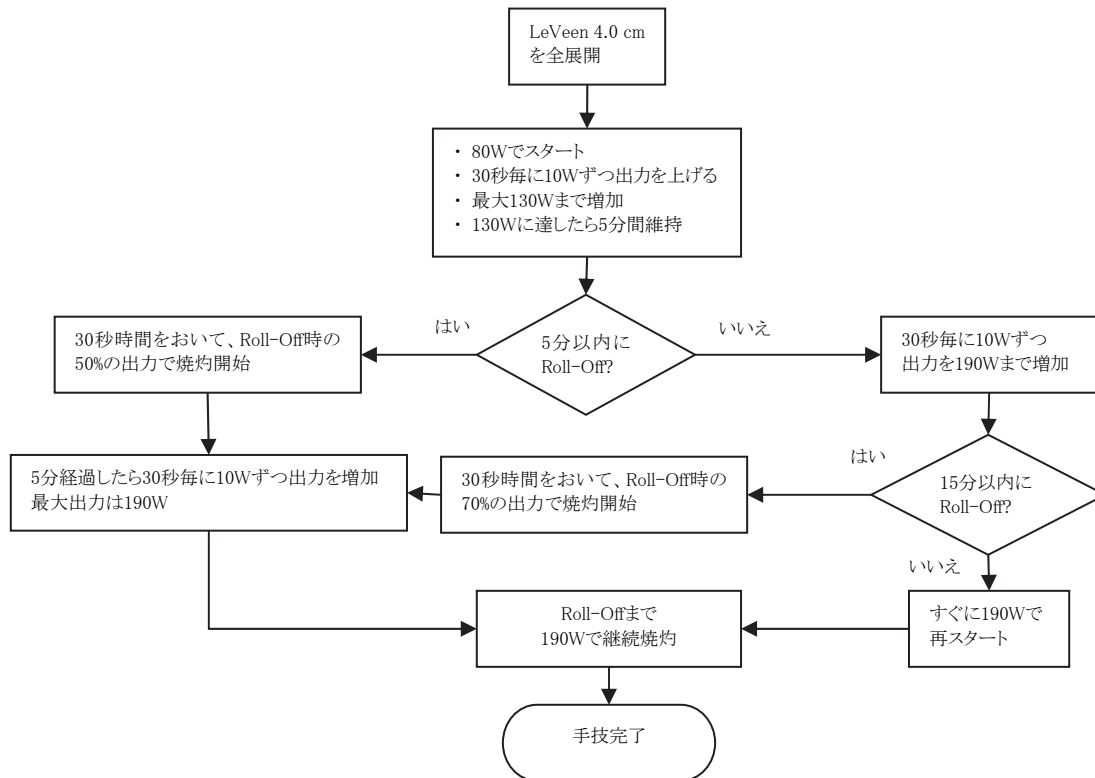 LeVeen 4.0 cm
を全展開
・ 80Wでスタート
・ 30秒毎に10Wずつ出力を上げる
・ 最大130Wまで増加
・ 130Wに達したら5分間維持
5分以内に
Roll-Off?
はい
いいえ
30秒時間をおいて、Roll-Off時の
50%の出力で焼灼開始
30秒毎に10Wずつ
出力を190Wまで増加
5分経過したら30秒毎に10Wずつ出力を増加
最大出力は190W
30秒時間をおいて、Roll-Off時の
70%の出力で焼灼開始
はい
15分以内に
Roll-Off?
いいえ
Roll-Offまで
190Wで継続焼灼
すぐに190Wで
再スタート
手技完了